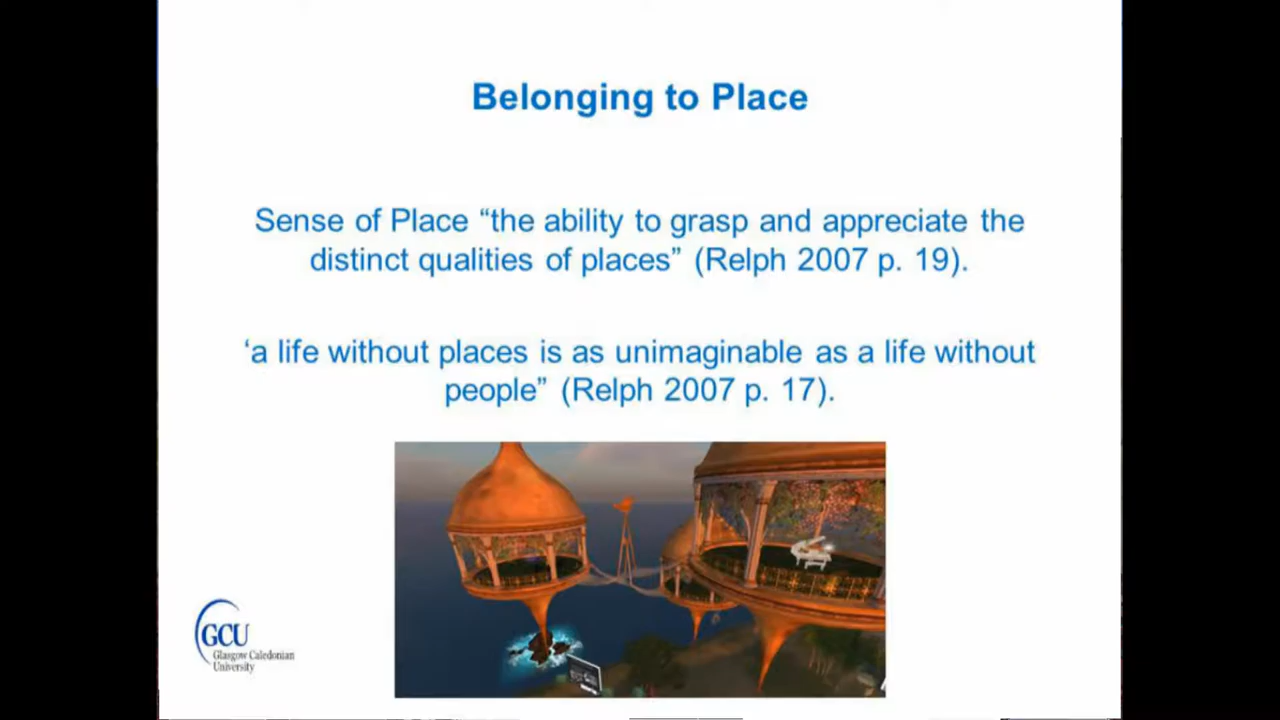 Belonging to Place
Sense of Place “the ability to grasp and appreciate the
distinct qualities of places” (Relph 2007 p. 19).
‘a life without places is as unimaginable as a life without
people” (Relph 2007 p. 17).
GCU
Glasgow Caledonian
University